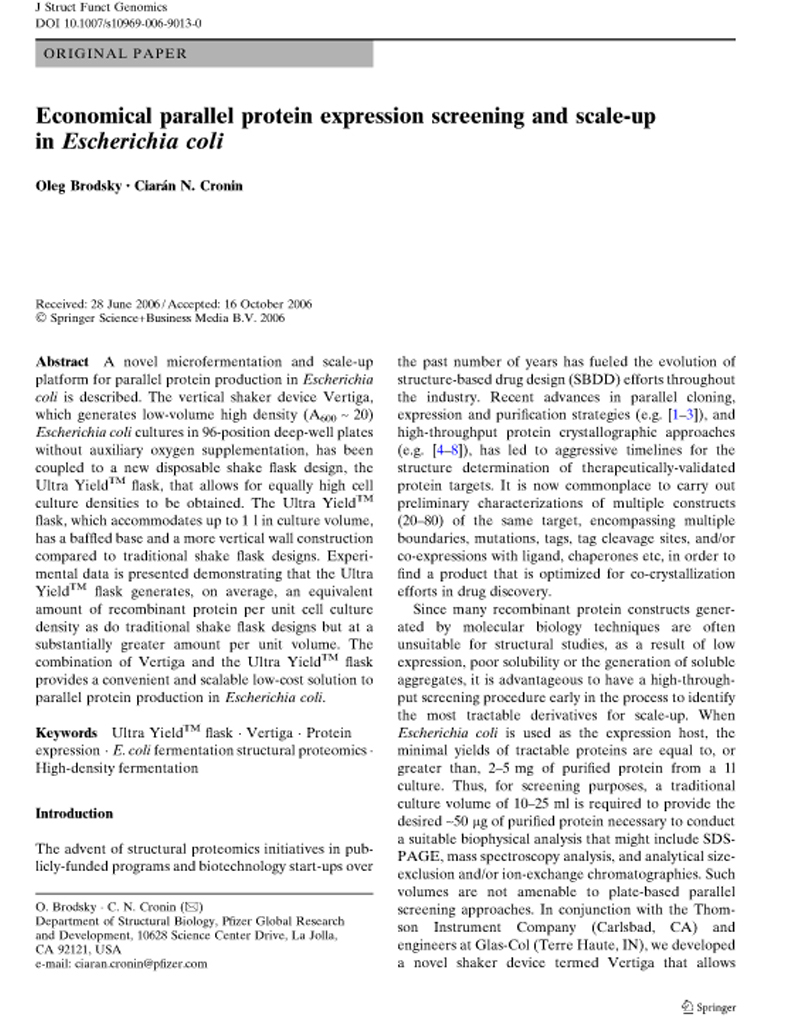 J Struct Funct Genomics
DOI 10.1007/s10969-006-9013-0
ORIGINAL PAPER
Economical parallel protein expression screening and scale-up
in Escherichia coli
Oleg Brodsky · Ciarán N. Cronin
Received: 28 June 2006 / Accepted: 16 October 2006
© Springer Science+Business Media B.V. 2006
Abstract A novel microfermentation and scale-up
platform for parallel protein production in Escherichia
coli is described. The vertical shaker device Vertiga,
which generates low-volume high density (A600 ~ 20)
Escherichia coli cultures in 96-position deep-well plates
without auxiliary oxygen supplementation, has been
coupled to a new disposable shake flask design, the
Ultra Yield™ flask, that allows for equally high cell
culture densities to be obtained. The Ultra Yield™
flask, which accommodates up to 1 l in culture volume,
has a baffled base and a more vertical wall construction
compared to traditional shake flask designs. Experi-
mental data is presented demonstrating that the Ultra
Yield™ flask generates, on average, an equivalent
amount of recombinant protein per unit cell culture
density as do traditional shake flask designs but at a
substantially greater amount per unit volume. The
combination of Vertiga and the Ultra Yield™ flask
provides a convenient and scalable low-cost solution to
parallel protein production in Escherichia coli.
Keywords Ultra Yield™ flask · Vertiga · Protein
expression · E. coli fermentation structural proteomics ·
High-density fermentation
Introduction
The advent of structural proteomics initiatives in pub-
licly-funded programs and biotechnology start-ups over
O. Brodsky · C. N. Cronin (✉)
Department of Structural Biology, Pfizer Global Research
and Development, 10628 Science Center Drive, La Jolla,
CA 92121, USA
e-mail: ciaran.cronin@pfizer.com
the past number of years has fueled the evolution of
structure-based drug design (SBDD) efforts throughout
the industry. Recent advances in parallel cloning,
expression and purification strategies (e.g. [1–3]), and
high-throughput protein crystallographic approaches
(e.g. [4–8]), has led to aggressive timelines for the
structure determination of therapeutically-validated
protein targets. It is now commonplace to carry out
preliminary characterizations of multiple constructs
(20–80) of the same target, encompassing multiple
boundaries, mutations, tags, tag cleavage sites, and/or
co-expressions with ligand, chaperones etc, in order to
find a product that is optimized for co-crystallization
efforts in drug discovery.
Since many recombinant protein constructs gener-
ated by molecular biology techniques are often
unsuitable for structural studies, as a result of low
expression, poor solubility or the generation of soluble
aggregates, it is advantageous to have a high-through-
put screening procedure early in the process to identify
the most tractable derivatives for scale-up. When
Escherichia coli is used as the expression host, the
minimal yields of tractable proteins are equal to, or
greater than, 2–5 mg of purified protein from a 1l
culture. Thus, for screening purposes, a traditional
culture volume of 10–25 ml is required to provide the
desired ~50 μg of purified protein necessary to conduct
a suitable biophysical analysis that might include SDS-
PAGE, mass spectroscopy analysis, and analytical size-
exclusion and/or ion-exchange chromatographies. Such
volumes are not amenable to plate-based parallel
screening approaches. In conjunction with the Thom-
son Instrument Company (Carlsbad, CA) and
engineers at Glas-Col (Terre Haute, IN), we developed
a novel shaker device termed Vertiga that allows
Springer